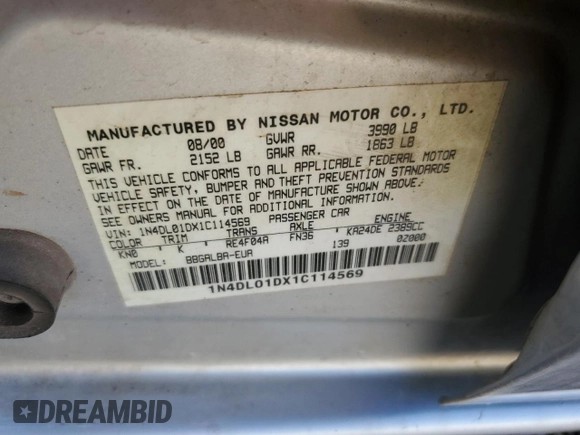 MANUFACTURED BY NISSAN MOTOR CO., LTD.
DATE 08/00 GVWR 3990 LB
GAWR FR. 2152 LB GAWR RR. 1863 LB
THIS VEHICLE CONFORMS TO ALL APPLICABLE FEDERAL MOTOR
VEHICLE SAFETY, BUMPER AND THEFT PREVENTION STANDARDS
IN EFFECT ON THE DATE OF MANUFACTURE SHOWN ABOVE.
SEE OWNERS MANUAL FOR ADDITIONAL INFORMATION
VIN: 1N4DL01DX1C114569 PASSENGER CAR
COLOR TRIM TRANS AXLE ENGINE
KN0 K RE4F04A FN36 KA24DE 2389CC
MODEL: BBGALBA-EUA 139 02000
1N4DL01DX1C114569
DREAMBID